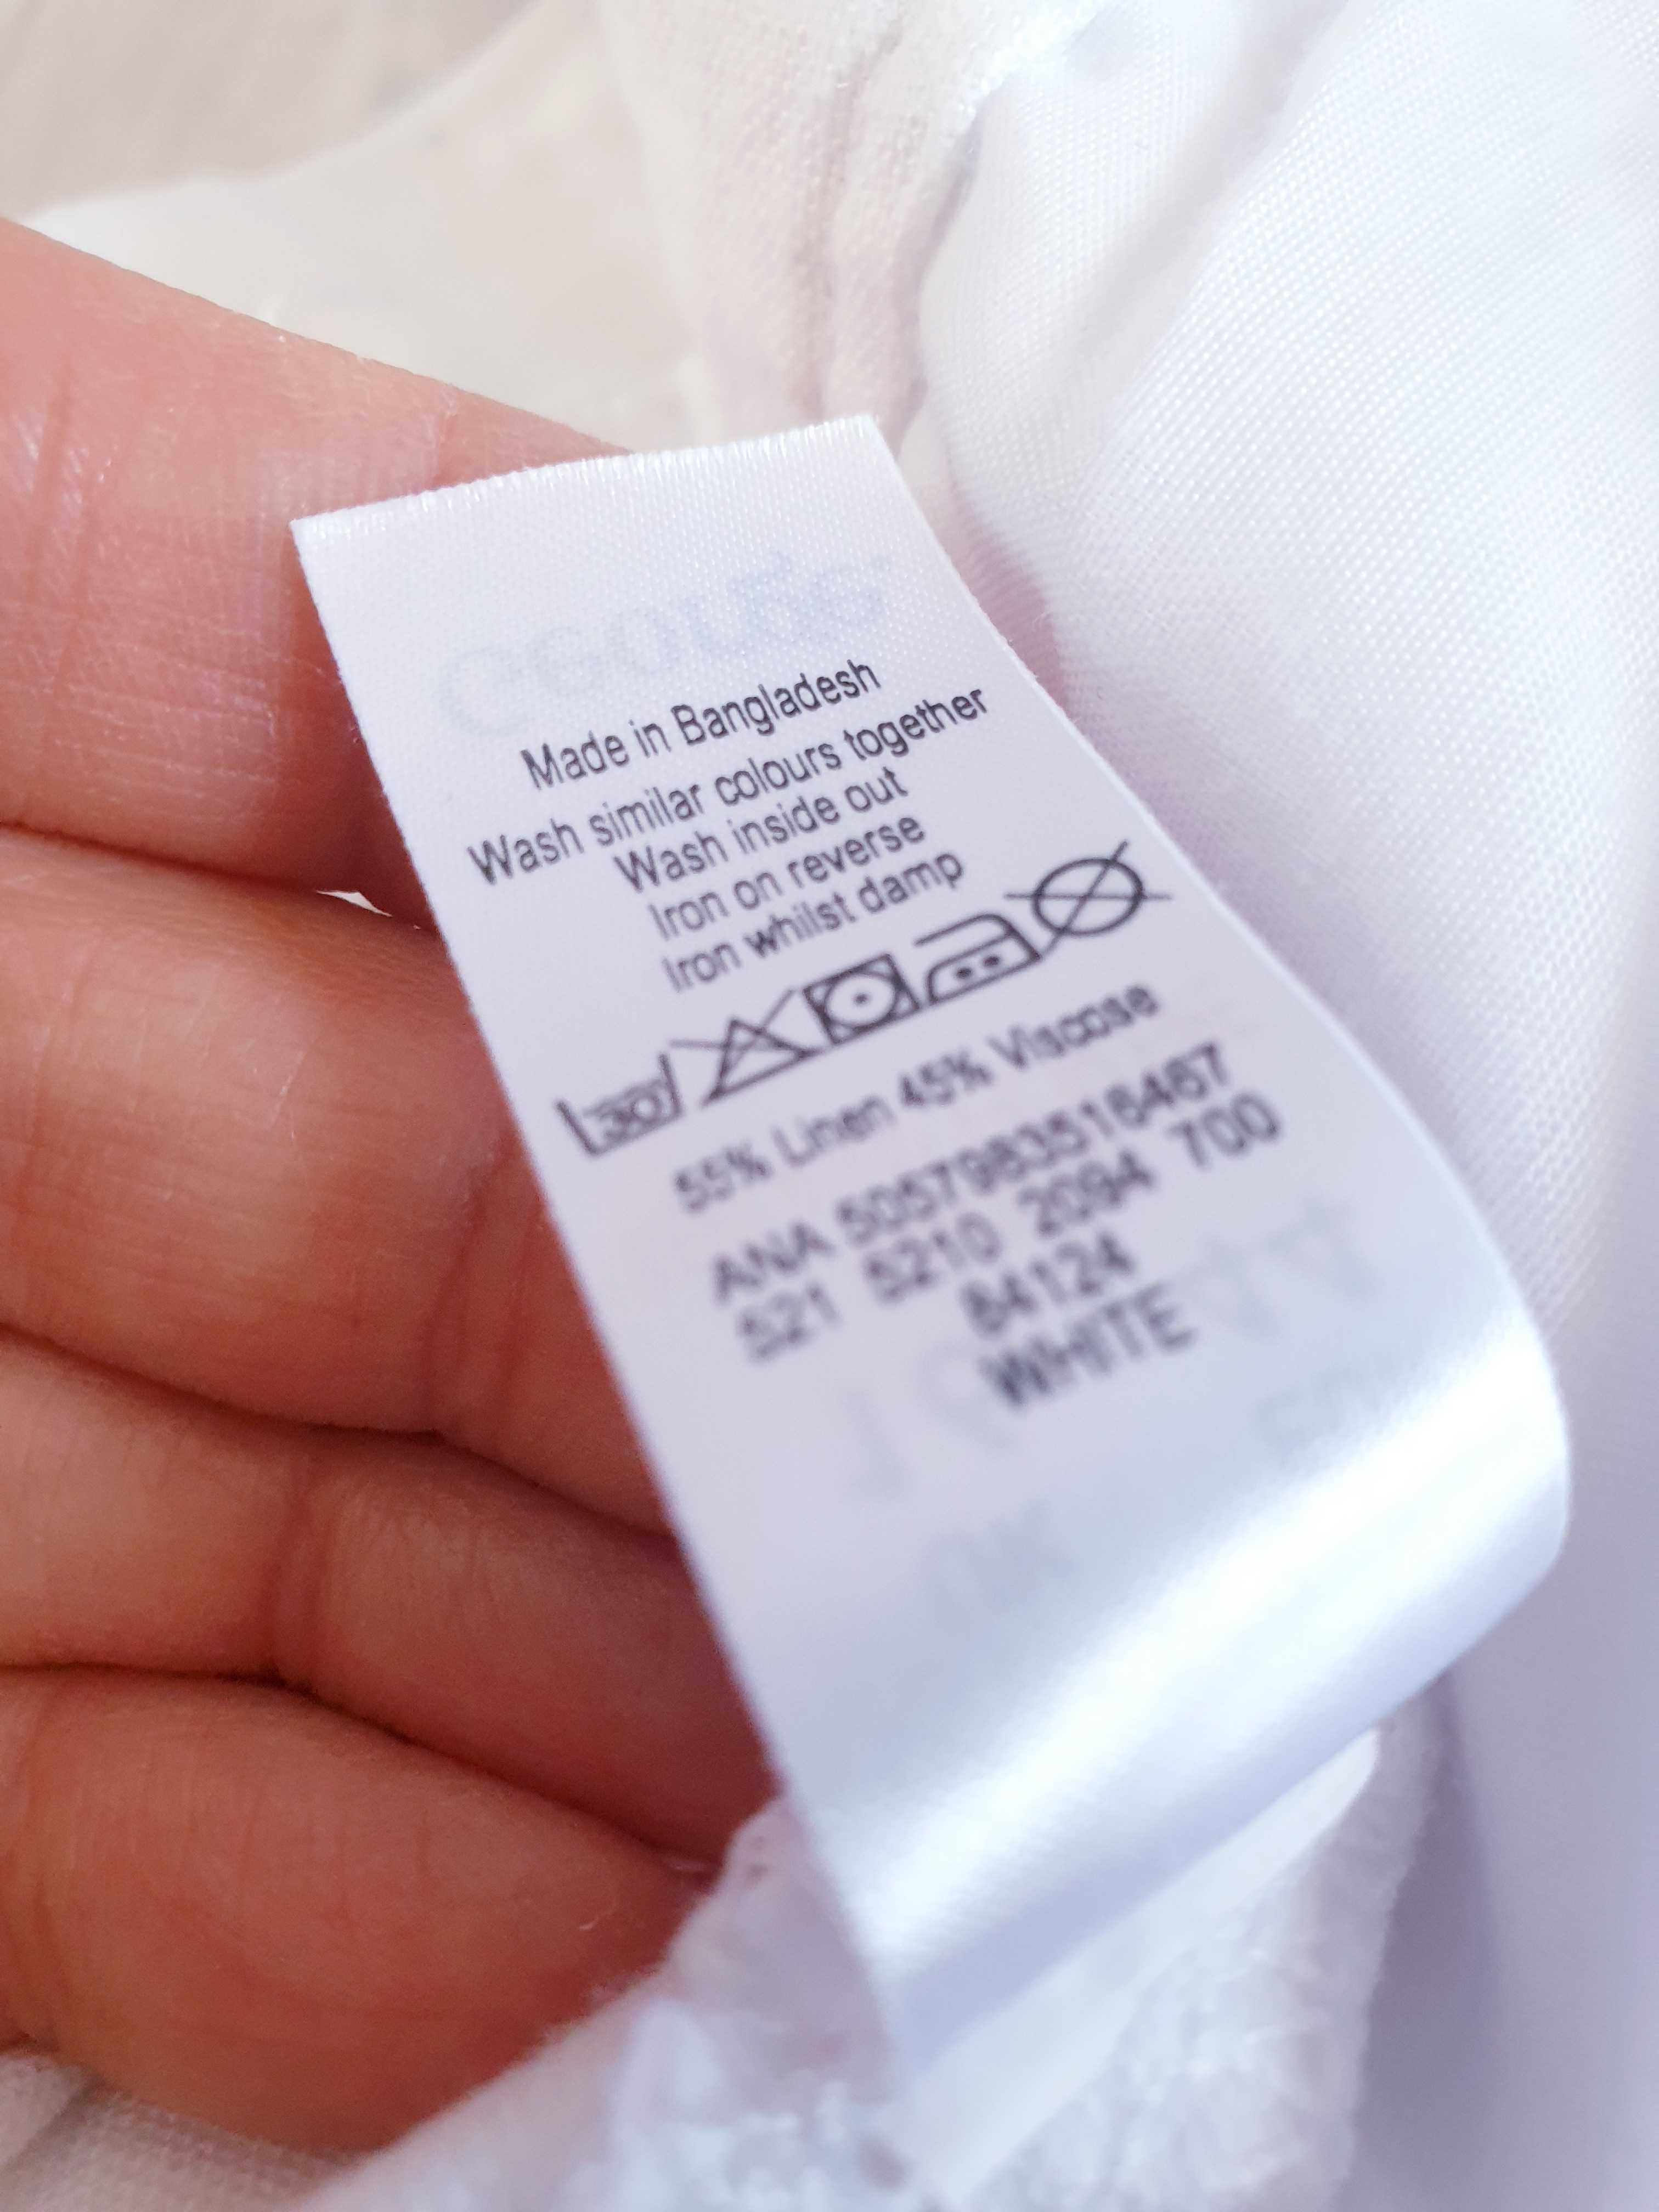 Made in Bangladesh
Wash similar colours together
Wash inside out
Iron on reverse
Iron whilst damp
30
55% Linen 45% Viscose
ANA 5057983516467
521 5210 2094 700
84124
WHITE